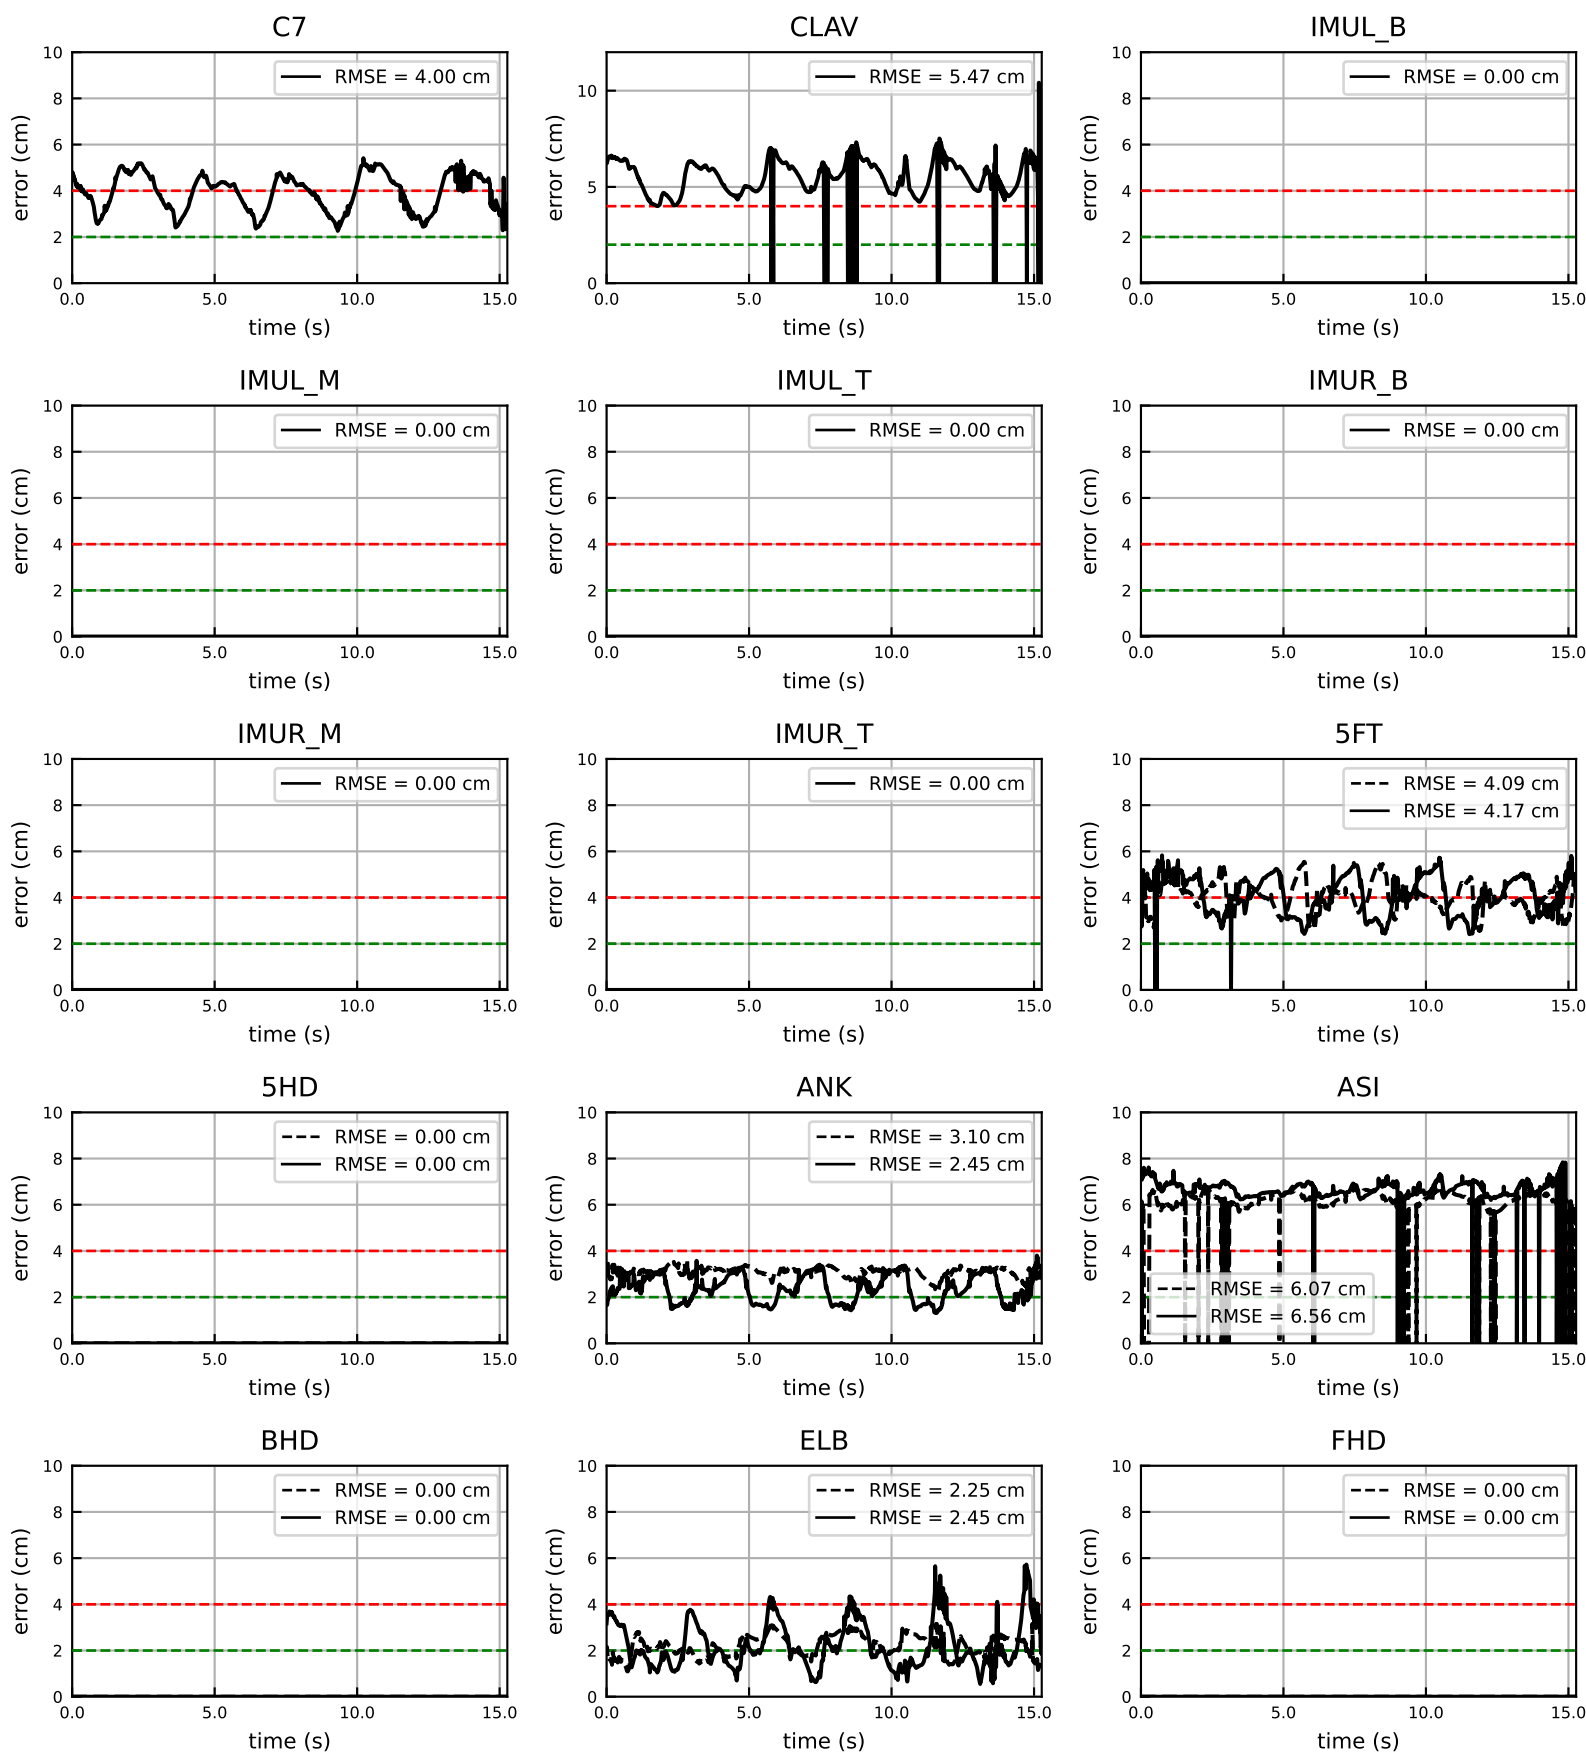 C7
RMSE = 4.00 cm
error (cm)
10
8
6
4
2
0
0.0 5.0 10.0 15.0
time (s)
CLAV
RMSE = 5.47 cm
error (cm)
10
5
0
0.0 5.0 10.0 15.0
time (s)
IMUL_B
RMSE = 0.00 cm
error (cm)
10
8
6
4
2
0
0.0 5.0 10.0 15.0
time (s)
IMUL_M
RMSE = 0.00 cm
error (cm)
10
8
6
4
2
0
0.0 5.0 10.0 15.0
time (s)
IMUL_T
RMSE = 0.00 cm
error (cm)
10
8
6
4
2
0
0.0 5.0 10.0 15.0
time (s)
IMUR_B
RMSE = 0.00 cm
error (cm)
10
8
6
4
2
0
0.0 5.0 10.0 15.0
time (s)
IMUR_M
RMSE = 0.00 cm
error (cm)
10
8
6
4
2
0
0.0 5.0 10.0 15.0
time (s)
IMUR_T
RMSE = 0.00 cm
error (cm)
10
8
6
4
2
0
0.0 5.0 10.0 15.0
time (s)
5FT
RMSE = 4.09 cm
RMSE = 4.17 cm
error (cm)
10
8
6
4
2
0
0.0 5.0 10.0 15.0
time (s)
5HD
RMSE = 0.00 cm
RMSE = 0.00 cm
error (cm)
10
8
6
4
2
0
0.0 5.0 10.0 15.0
time (s)
ANK
RMSE = 3.10 cm
RMSE = 2.45 cm
error (cm)
10
8
6
4
2
0
0.0 5.0 10.0 15.0
time (s)
ASI
RMSE = 6.07 cm
RMSE = 6.56 cm
error (cm)
10
8
6
4
2
0
0.0 5.0 10.0 15.0
time (s)
BHD
RMSE = 0.00 cm
RMSE = 0.00 cm
error (cm)
10
8
6
4
2
0
0.0 5.0 10.0 15.0
time (s)
ELB
RMSE = 2.25 cm
RMSE = 2.45 cm
error (cm)
10
8
6
4
2
0
0.0 5.0 10.0 15.0
time (s)
FHD
RMSE = 0.00 cm
RMSE = 0.00 cm
error (cm)
10
8
6
4
2
0
0.0 5.0 10.0 15.0
time (s)